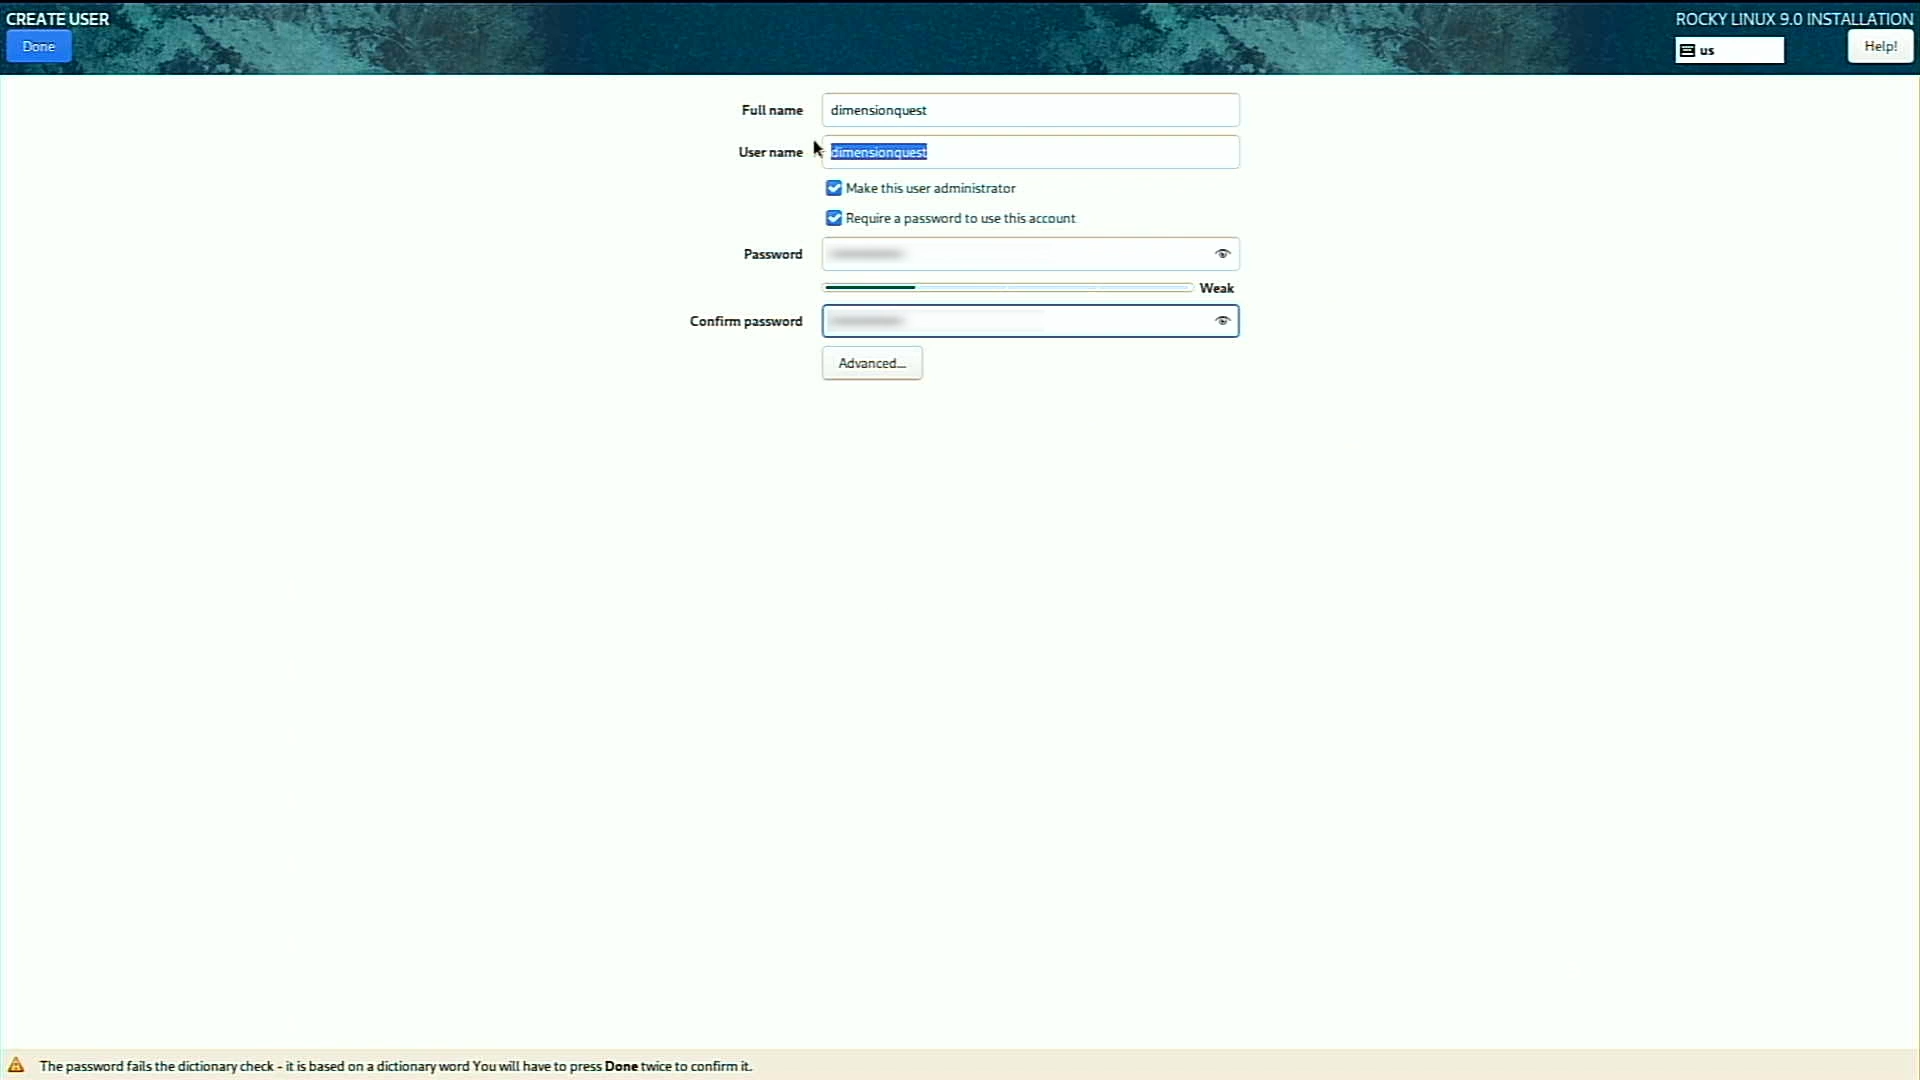 CREATE USER
ROCKY LINUX 9.0 INSTALLATION
Done
us
Help!
Full name
dimensionquest
User name
dimensionquest
Make this user administrator
Require a password to use this account
Password
Weak
Confirm password
Advanced...
The password fails the dictionary check - it is based on a dictionary word You will have to press Done twice to confirm it.